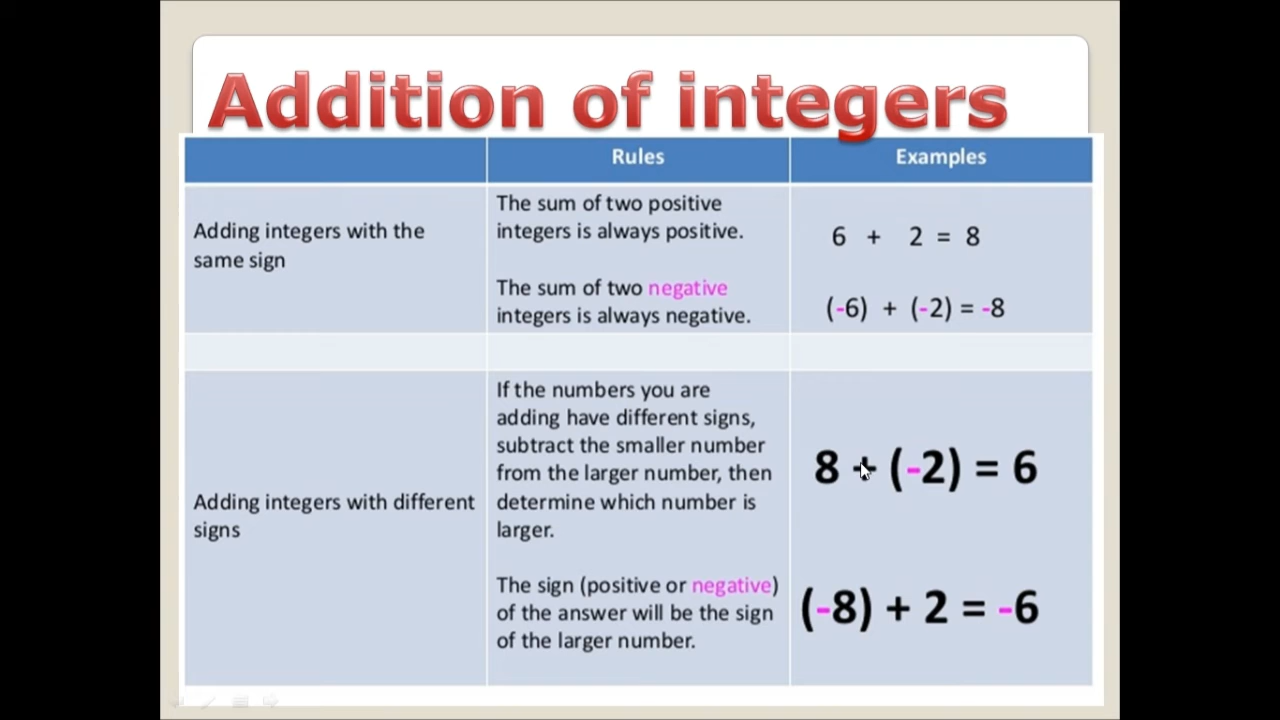 Addition of integers
Rules
Examples
Adding integers with the
same sign
The sum of two positive
integers is always positive.
The sum of two negative
integers is always negative.
6 + 2 = 8
(-6) + (-2) = -8
Adding integers with different
signs
If the numbers you are
adding have different signs,
subtract the smaller number
from the larger number, then
determine which number is
larger.
The sign (positive or negative)
of the answer will be the sign
of the larger number.
8 + (-2) = 6
(-8) + 2 = -6